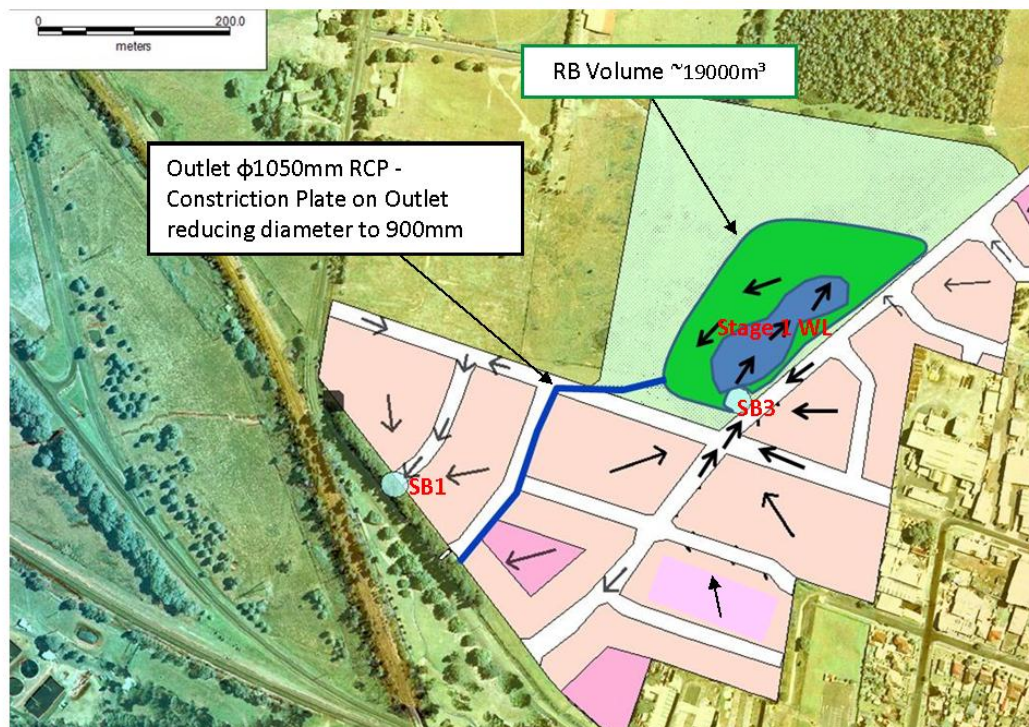 0 200.0
meters
RB Volume ~19000m³
Outlet ϕ1050mm RCP -
Constriction Plate on Outlet
reducing diameter to 900mm
Stage 1 WL
SB3
SB1